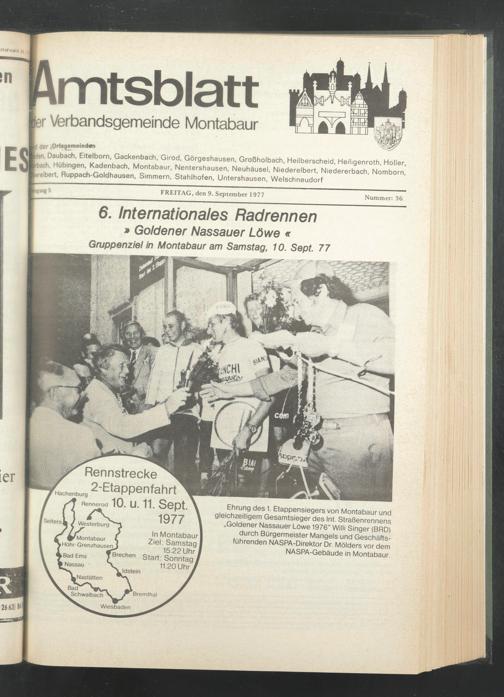 Amtsblatt
der Verbandsgemeinde Montabaur
und der Ortsgemeinden
Daubach, Eitelborn, Gackenbach, Girod, Görgeshausen, Großholbach, Heilberscheid, Heiligenroth, Holler,
Hübingen, Kadenbach, Montabaur, Nentershausen, Neuhäusel, Niederelbert, Niedererbach, Nomborn,
Ruppach-Goldhausen, Simmern, Stahlhofen, Untershausen, Welschneudorf
FREITAG, den 9. September 1977
Nummer: 36
6. Internationales Radrennen
» Goldener Nassauer Löwe «
Gruppenziel in Montabaur am Samstag, 10. Sept. 77
BIANCHI
Rennstrecke
2-Etappenfahrt
10. u. 11. Sept.
1977
In Montabaur
Ziel: Samstag
15.22 Uhr
Start: Sonntag
11.20 Uhr
Hachenburg
Rennerod
Selters
Westerburg
Montabaur
Höhr-Grenzhausen
Bad Ems
Nassau
Brechen
Idstein
Nastätten
Bad
Schwalbach
Bremthal
Wiesbaden
Ehrung des 1. Etappensiegers von Montabaur und
gleichzeitigem Gesamtsieger des Int. Straßenrennens
„Goldener Nassauer Löwe 1976" Willi Singer (BRD)
durch Bürgermeister Mangels und Geschäfts-
führenden NASPA-Direktor Dr. Mölders vor dem
NASPA-Gebäude in Montabaur.